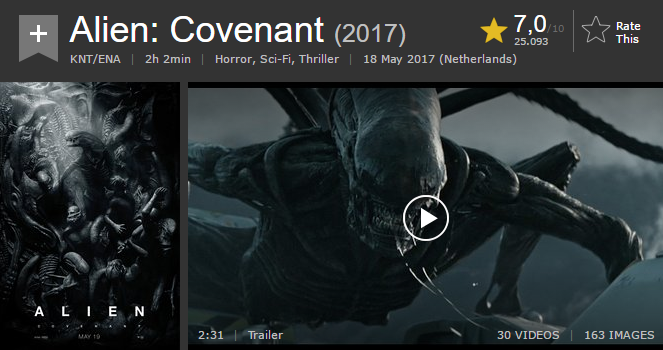 + Alien: Covenant (2017)
7,0/10
25.093
Rate
This
KNT/ENA | 2h 2min | Horror, Sci-Fi, Thriller | 18 May 2017 (Netherlands)
ALIEN
COVENANT
MAY 19
2:31 | Trailer
30 VIDEOS | 163 IMAGES